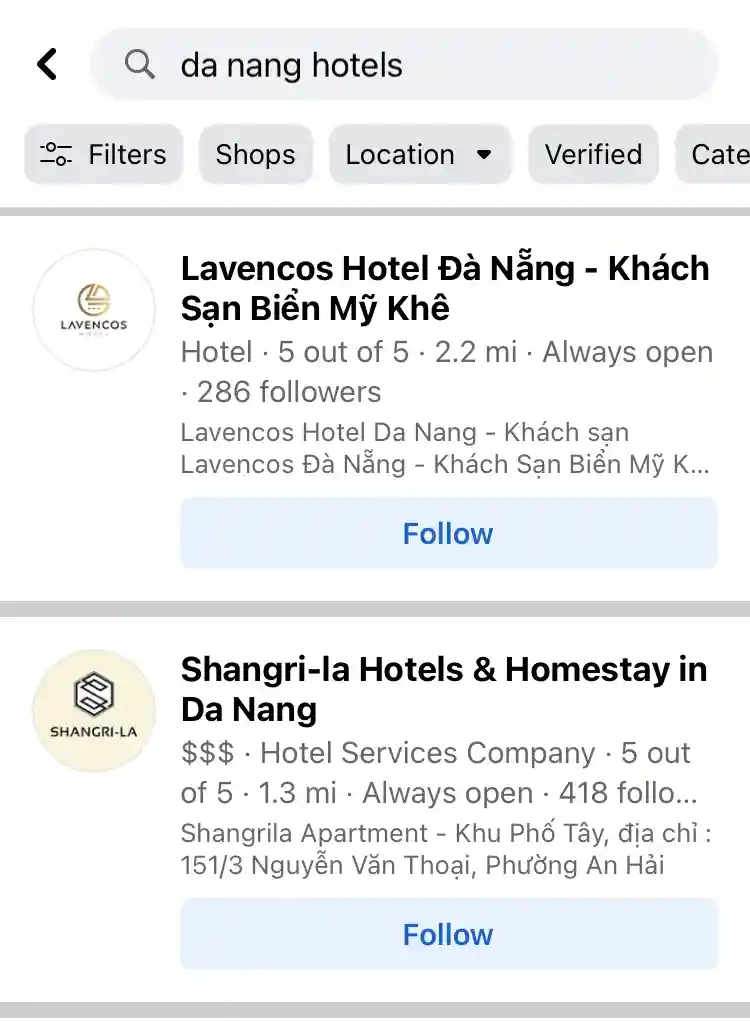 da nang hotels
Filters
Shops
Location
Verified
Cate
LAVENCOS
HOTEL
Lavencos Hotel Đà Nẵng - Khách
Sạn Biển Mỹ Khê
Hotel · 5 out of 5 · 2.2 mi · Always open
· 286 followers
Lavencos Hotel Da Nang - Khách sạn
Lavencos Đà Nẵng - Khách Sạn Biển Mỹ K...
Follow
SHANGRI-LA
Shangri-la Hotels & Homestay in
Da Nang
$$$ · Hotel Services Company · 5 out
of 5 · 1.3 mi · Always open · 418 follo...
Shangrila Apartment - Khu Phố Tây, địa chỉ :
151/3 Nguyễn Văn Thoại, Phường An Hải
Follow